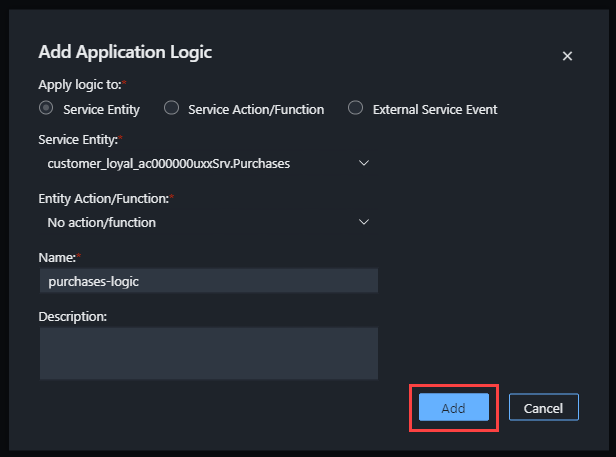 Add Application Logic
Apply logic to:*
Service Entity Service Action/Function External Service Event
Service Entity:*
customer_loyal_ac000000uxxSrv.Purchases
Entity Action/Function:*
No action/function
Name:*
purchases-logic
Description:
Add Cancel